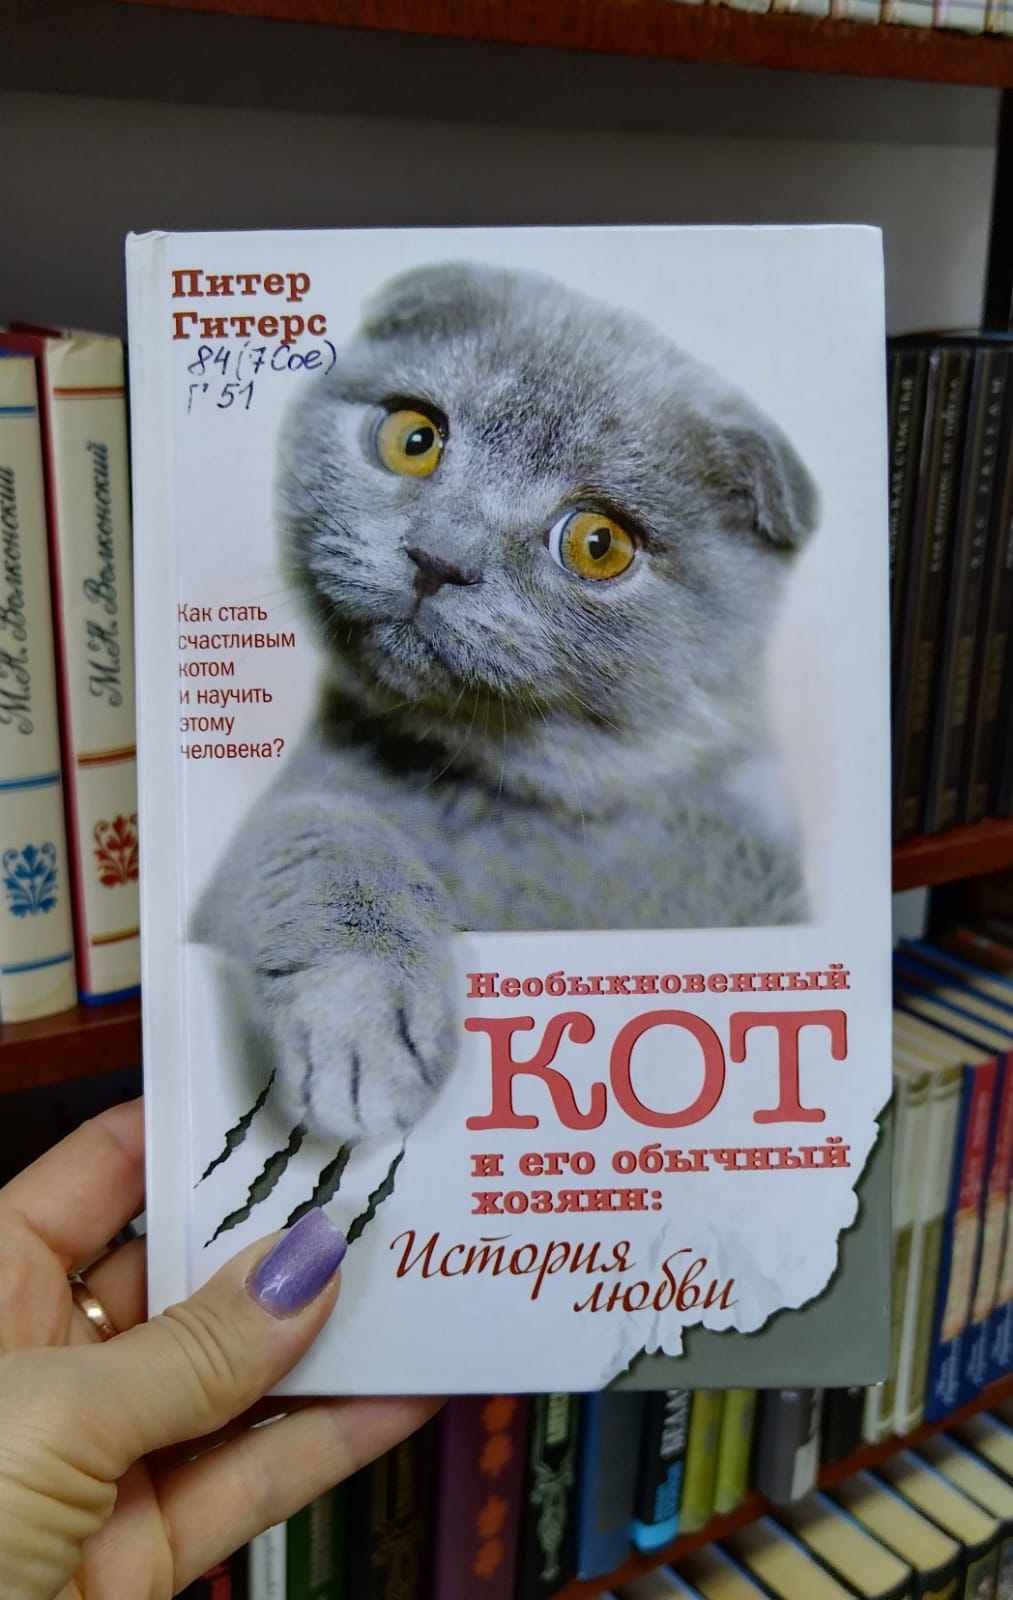 Питер
Гитерс
84(7Сое)
Г 51
Как стать
счастливым
котом
и научить
этому
человека?
Необыкновенный
КОТ
и его обычный
хозяин:
История
любви
М.Н. Волконский
М.Н. Волконский